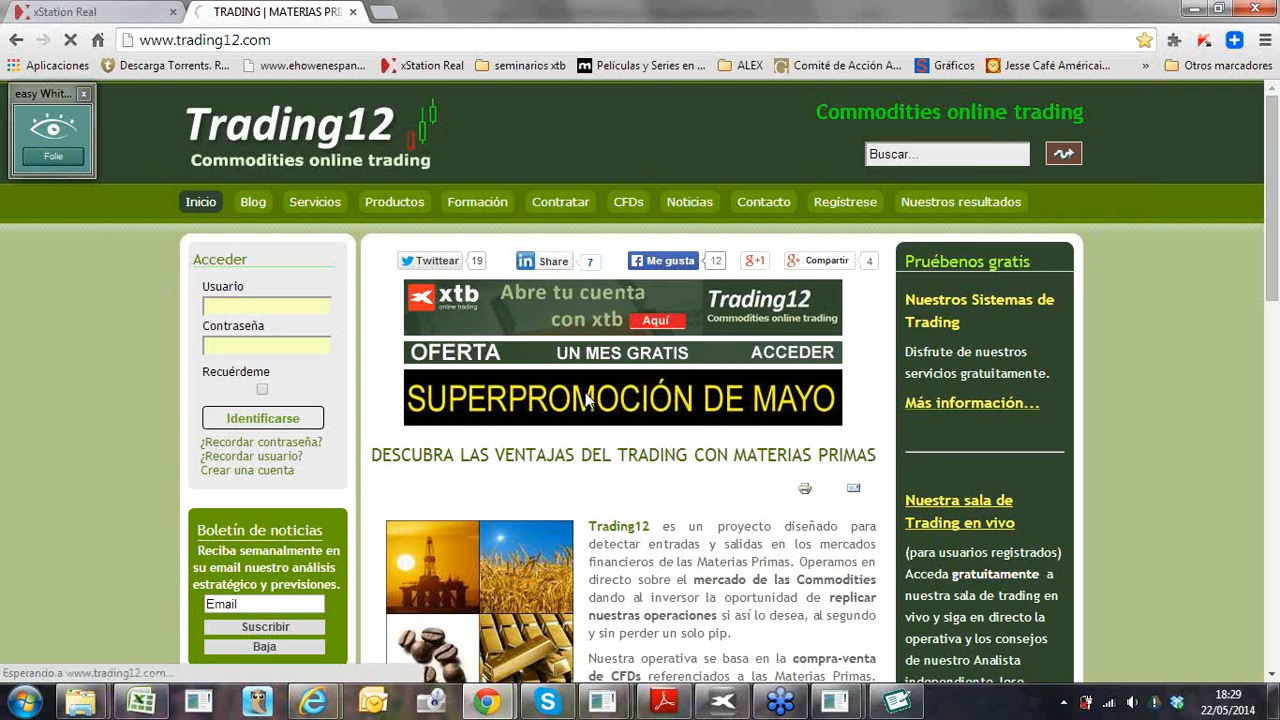 xStation Real
TRADING | MATERIAS PRI
www.trading12.com
Aplicaciones
Descarga Torrents. R...
www.ehowenespan...
xStation Real
seminarios xtb
Películas y Series en ...
ALEX
Comité de Acción A...
Gráficos
Jesse Café Américai...
»
Otros marcadores
easy Whit...
Folie
Trading12
Commodities online trading
Commodities online trading
Buscar...
Inicio
Blog
Servicios
Productos
Formación
Contratar
CFDs
Noticias
Contacto
Regístrese
Nuestros resultados
Acceder
Usuario
Contraseña
Recuérdeme
Identificarse
¿Recordar contraseña?
¿Recordar usuario?
Crear una cuenta
Boletín de noticias
Reciba semanalmente en
su email nuestro análisis
estratégico y previsiones.
Email
Suscribir
Baja
Twittear 19
in Share 7
Me gusta 12
g+1
g+ Compartir 4
xtb
online trading
Abre tu cuenta
con xtb Aquí
Trading12
Commodities online trading
OFERTA UN MES GRATIS ACCEDER
SUPERPROMOCIÓN DE MAYO
DESCUBRA LAS VENTAJAS DEL TRADING CON MATERIAS PRIMAS
Trading12 es un proyecto diseñado para
detectar entradas y salidas en los mercados
financieros de las Materias Primas. Operamos en
directo sobre el mercado de las Commodities
dando al inversor la oportunidad de replicar
nuestras operaciones si así lo desea, al segundo
y sin perder un solo pip.
Nuestra operativa se basa en la compra-venta
de CFDs referenciados a las Materias Primas.
Pruébenos gratis
Nuestros Sistemas de
Trading
Disfrute de nuestros
servicios gratuitamente.
Más información...
Nuestra sala de
Trading en vivo
(para usuarios registrados)
Acceda gratuitamente a
nuestra sala de trading en
vivo y siga en directo la
operativa y los consejos
de nuestro Analista
independiente Jose
Esperando a www.trading12.com...
18:29
22/05/2014